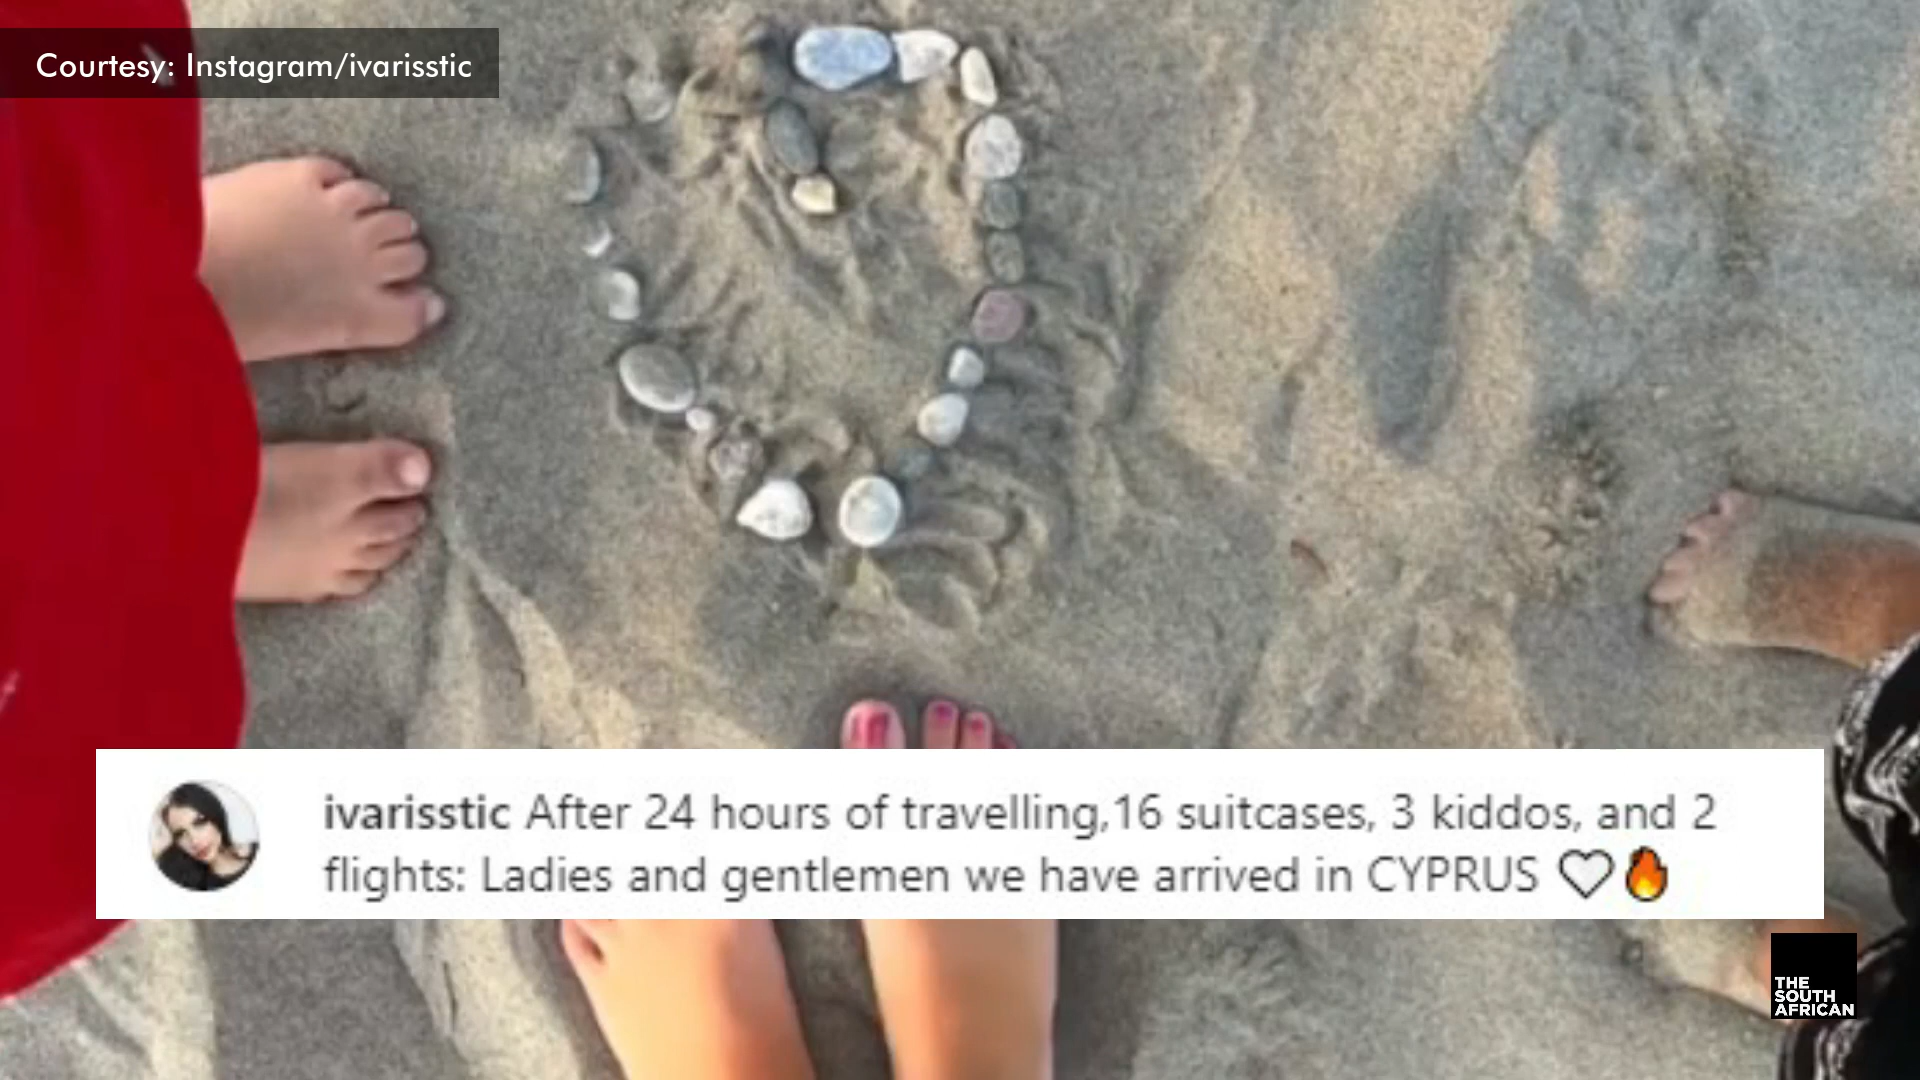 Courtesy: Instagram/ivarisstic
ivarisstic After 24 hours of travelling,16 suitcases, 3 kiddos, and 2
flights: Ladies and gentlemen we have arrived in CYPRUS 🤍🔥
THE
SOUTH
AFRICAN